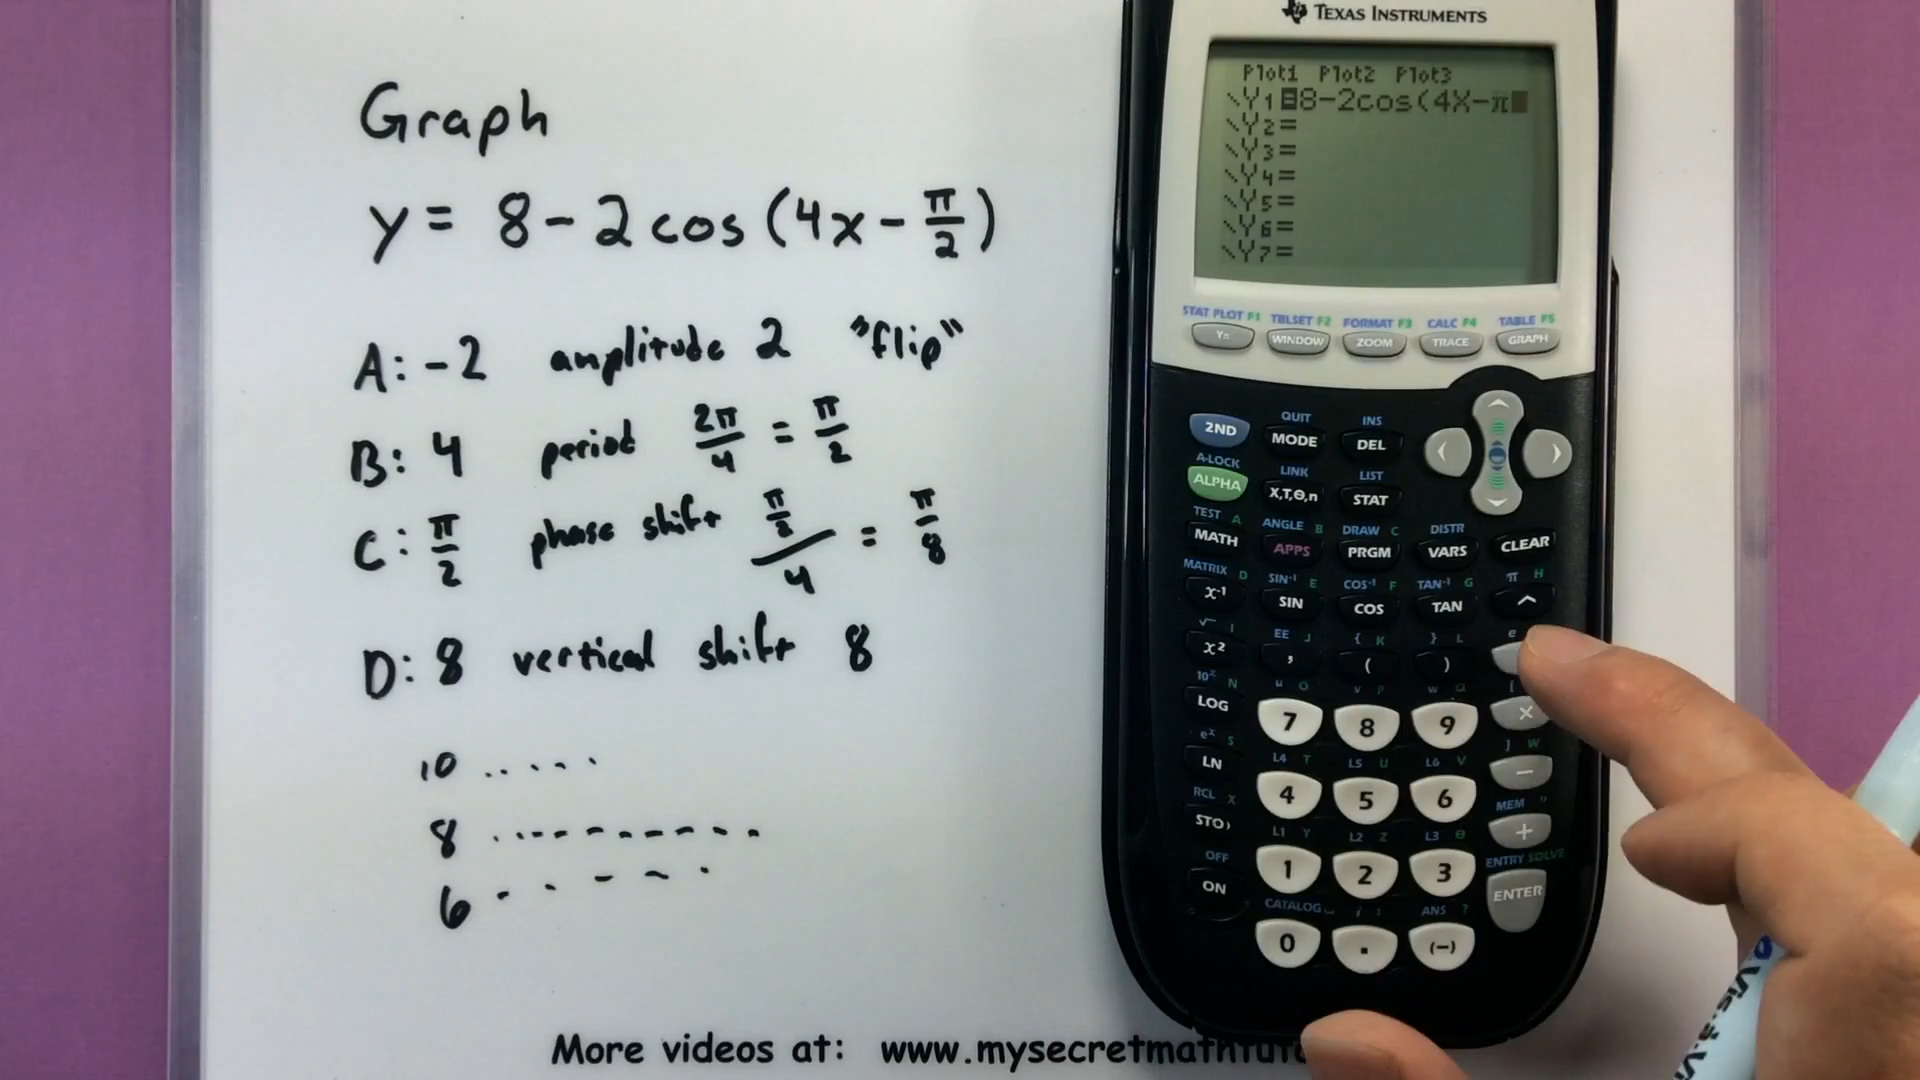 Graph
y = 8 - 2 cos (4x - π/2)
A: -2 amplitude 2 "flip"
B: 4 period 2π/4 = π/2
C: π/2 phase shift π/2/4 = π/8
D: 8 vertical shift 8
10
8
6
More videos at: www.mysecretmathtut
TEXAS INSTRUMENTS
Plot1 Plot2 Plot3
\Y1=8-2cos(4X-π
\Y2=
\Y3=
\Y4=
\Y5=
\Y6=
\Y7=
STAT PLOT F1 TBLSET F2 FORMAT F3 CALC F4 TABLE F5
Y= WINDOW ZOOM TRACE GRAPH
QUIT INS
2ND MODE DEL
A-LOCK LINK LIST
ALPHA X,T,θ,n STAT
TEST A ANGLE B DRAW C DISTR
MATH APPS PRGM VARS CLEAR
MATRIX D SIN⁻¹ E COS⁻¹ F TAN⁻¹ G π H
x⁻¹ SIN COS TAN ^
√ I EE J { K } L e
x² , ( )
10ˣ N u O v P w Q [
LOG 7 8 9 ×
eˣ S L4 T L5 U L6 V ] W
LN 4 5 6 −
RCL X L1 Y L2 Z L3 θ MEM "
STO› 1 2 3 +
OFF ENTRY SOLVE
ON ENTER
CATALOG i : ANS ?
0 . (−)
Vis.à.Vi